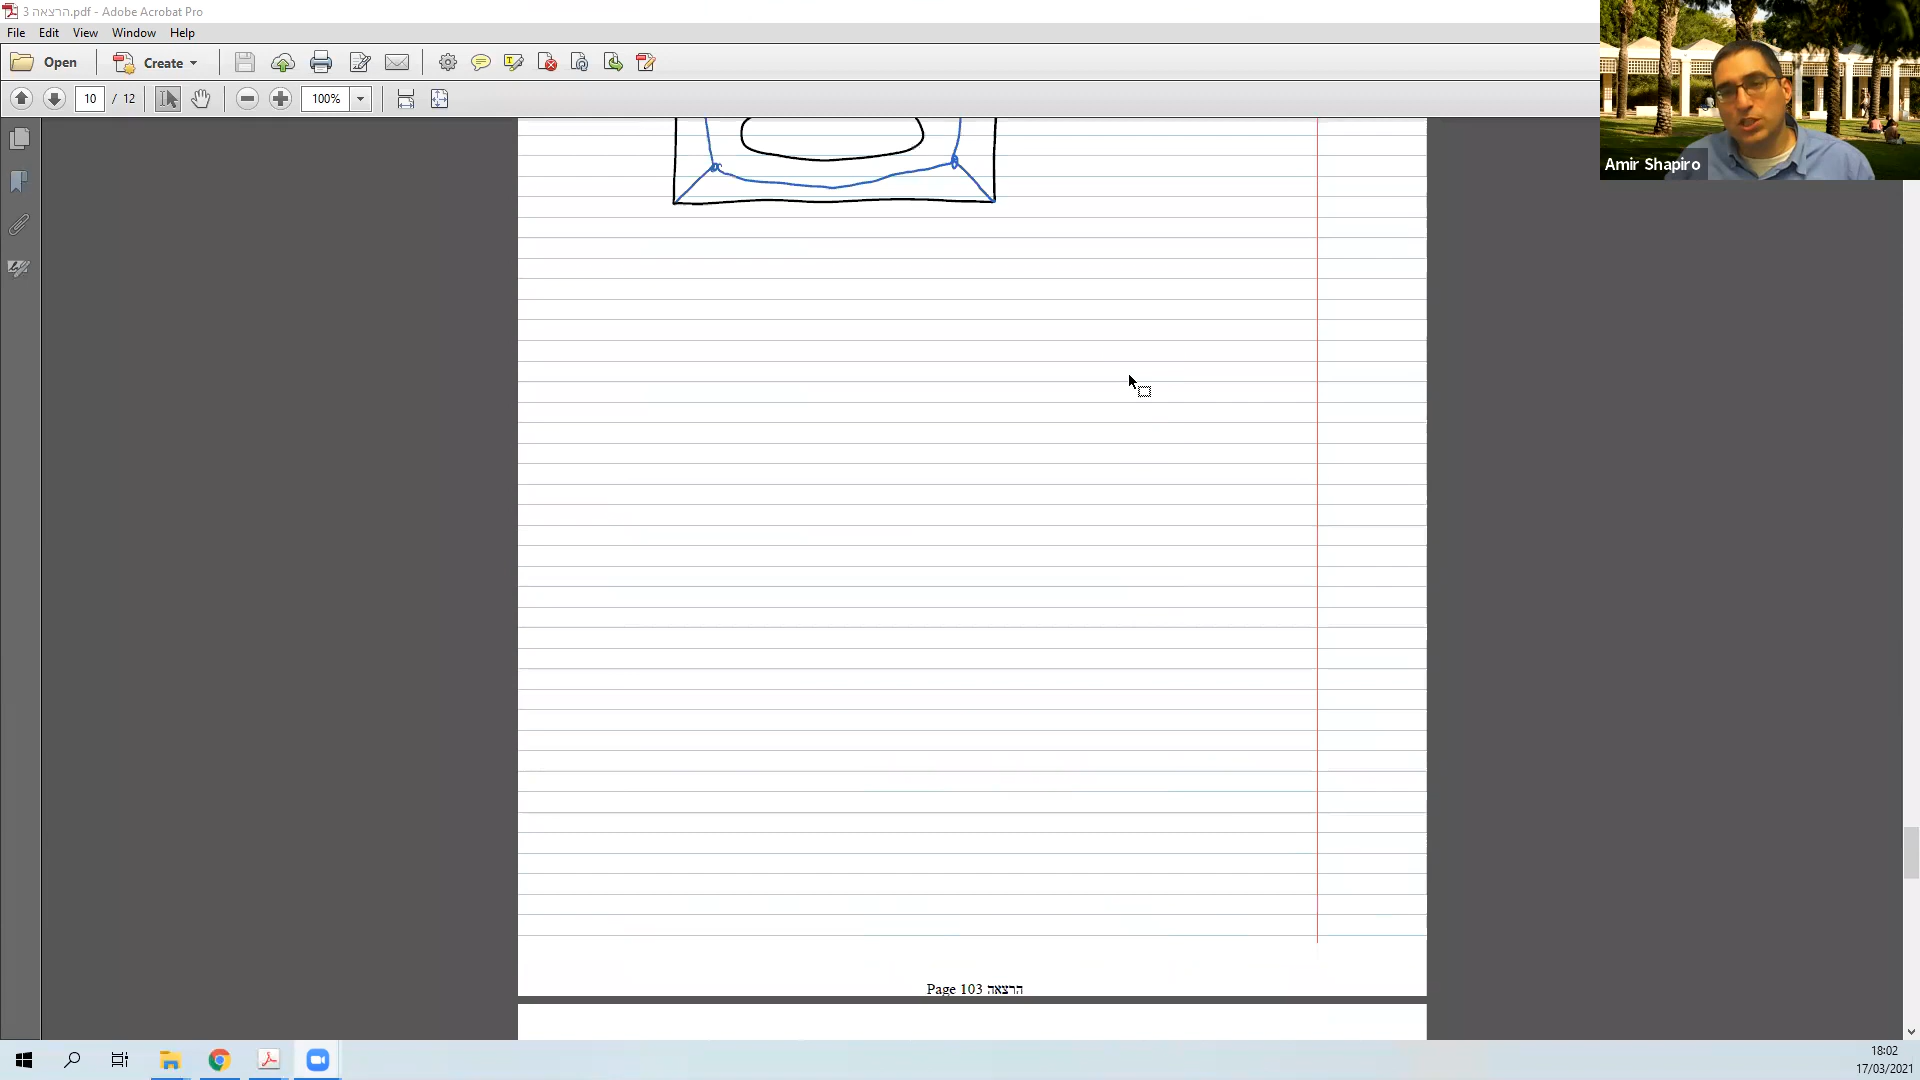 הרצאה 3.pdf - Adobe Acrobat Pro
File Edit View Window Help
Open Create
10 / 12 100%
Amir Shapiro
הרצאה Page 103
18:02
17/03/2021